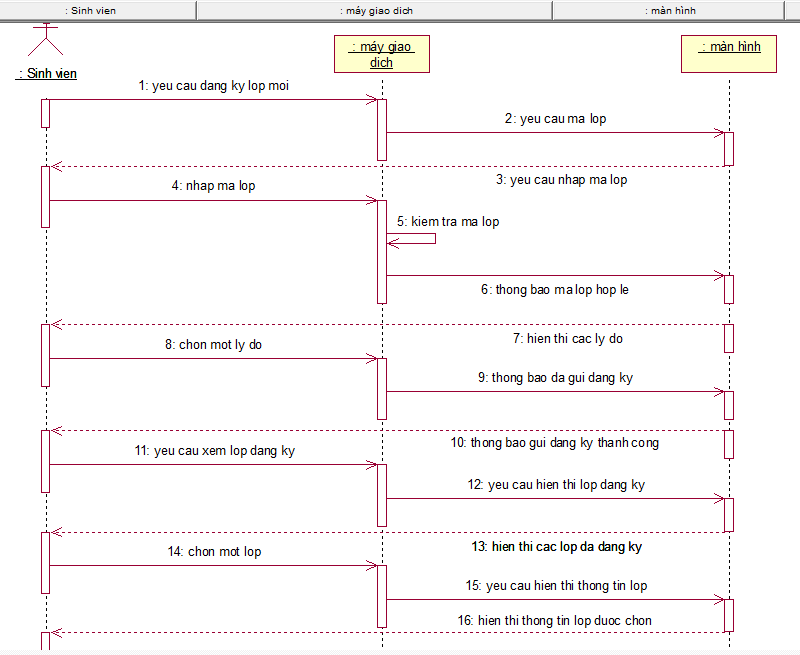 : Sinh vien
: máy giao dich
: màn hình
: Sinh vien
: máy giao
dich
: màn hình
1: yeu cau dang ky lop moi
2: yeu cau ma lop
3: yeu cau nhap ma lop
4: nhap ma lop
5: kiem tra ma lop
6: thong bao ma lop hop le
7: hien thi cac ly do
8: chon mot ly do
9: thong bao da gui dang ky
10: thong bao gui dang ky thanh cong
11: yeu cau xem lop dang ky
12: yeu cau hien thi lop dang ky
13: hien thi cac lop da dang ky
14: chon mot lop
15: yeu cau hien thi thong tin lop
16: hien thi thong tin lop duoc chon